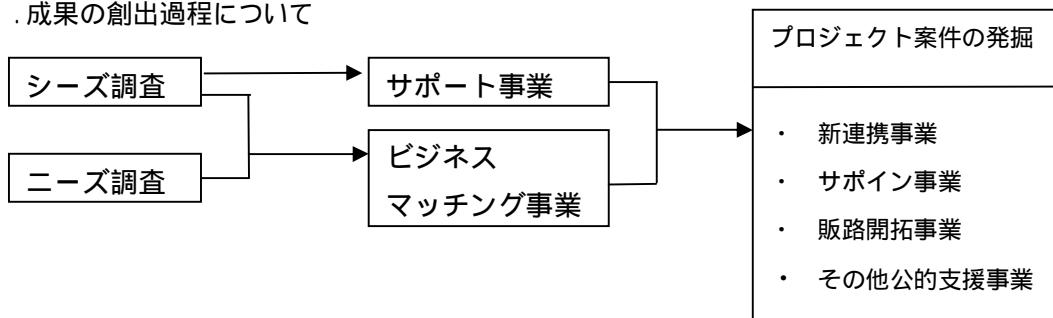 . 成果の創出過程について
シーズ調査
ニーズ調査
サポート事業
ビジネス
マッチング事業
プロジェクト案件の発掘
・ 新連携事業
・ サポイン事業
・ 販路開拓事業
・ その他公的支援事業